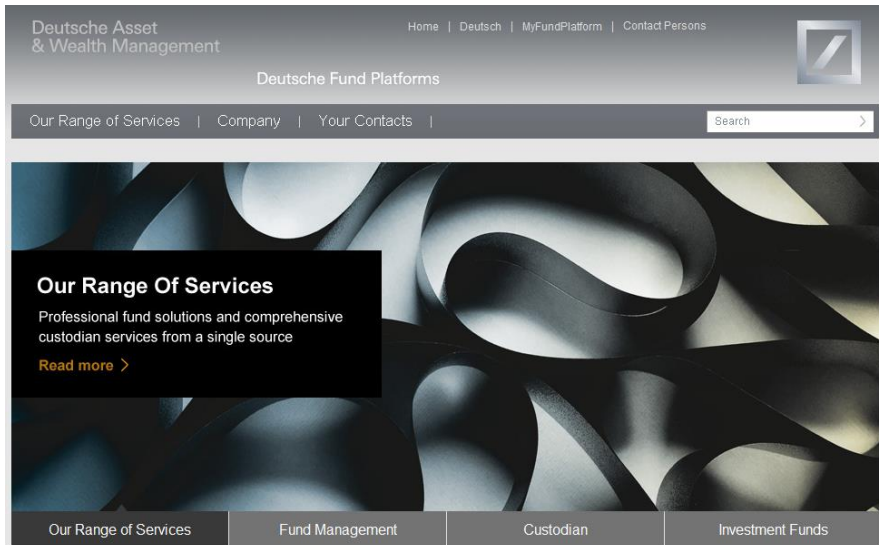 Deutsche Asset
& Wealth Management
Home | Deutsch | MyFundPlatform | Contact Persons
Deutsche Fund Platforms
Our Range of Services | Company | Your Contacts |
Search
Our Range Of Services
Professional fund solutions and comprehensive
custodian services from a single source
Read more
Our Range of Services
Fund Management
Custodian
Investment Funds